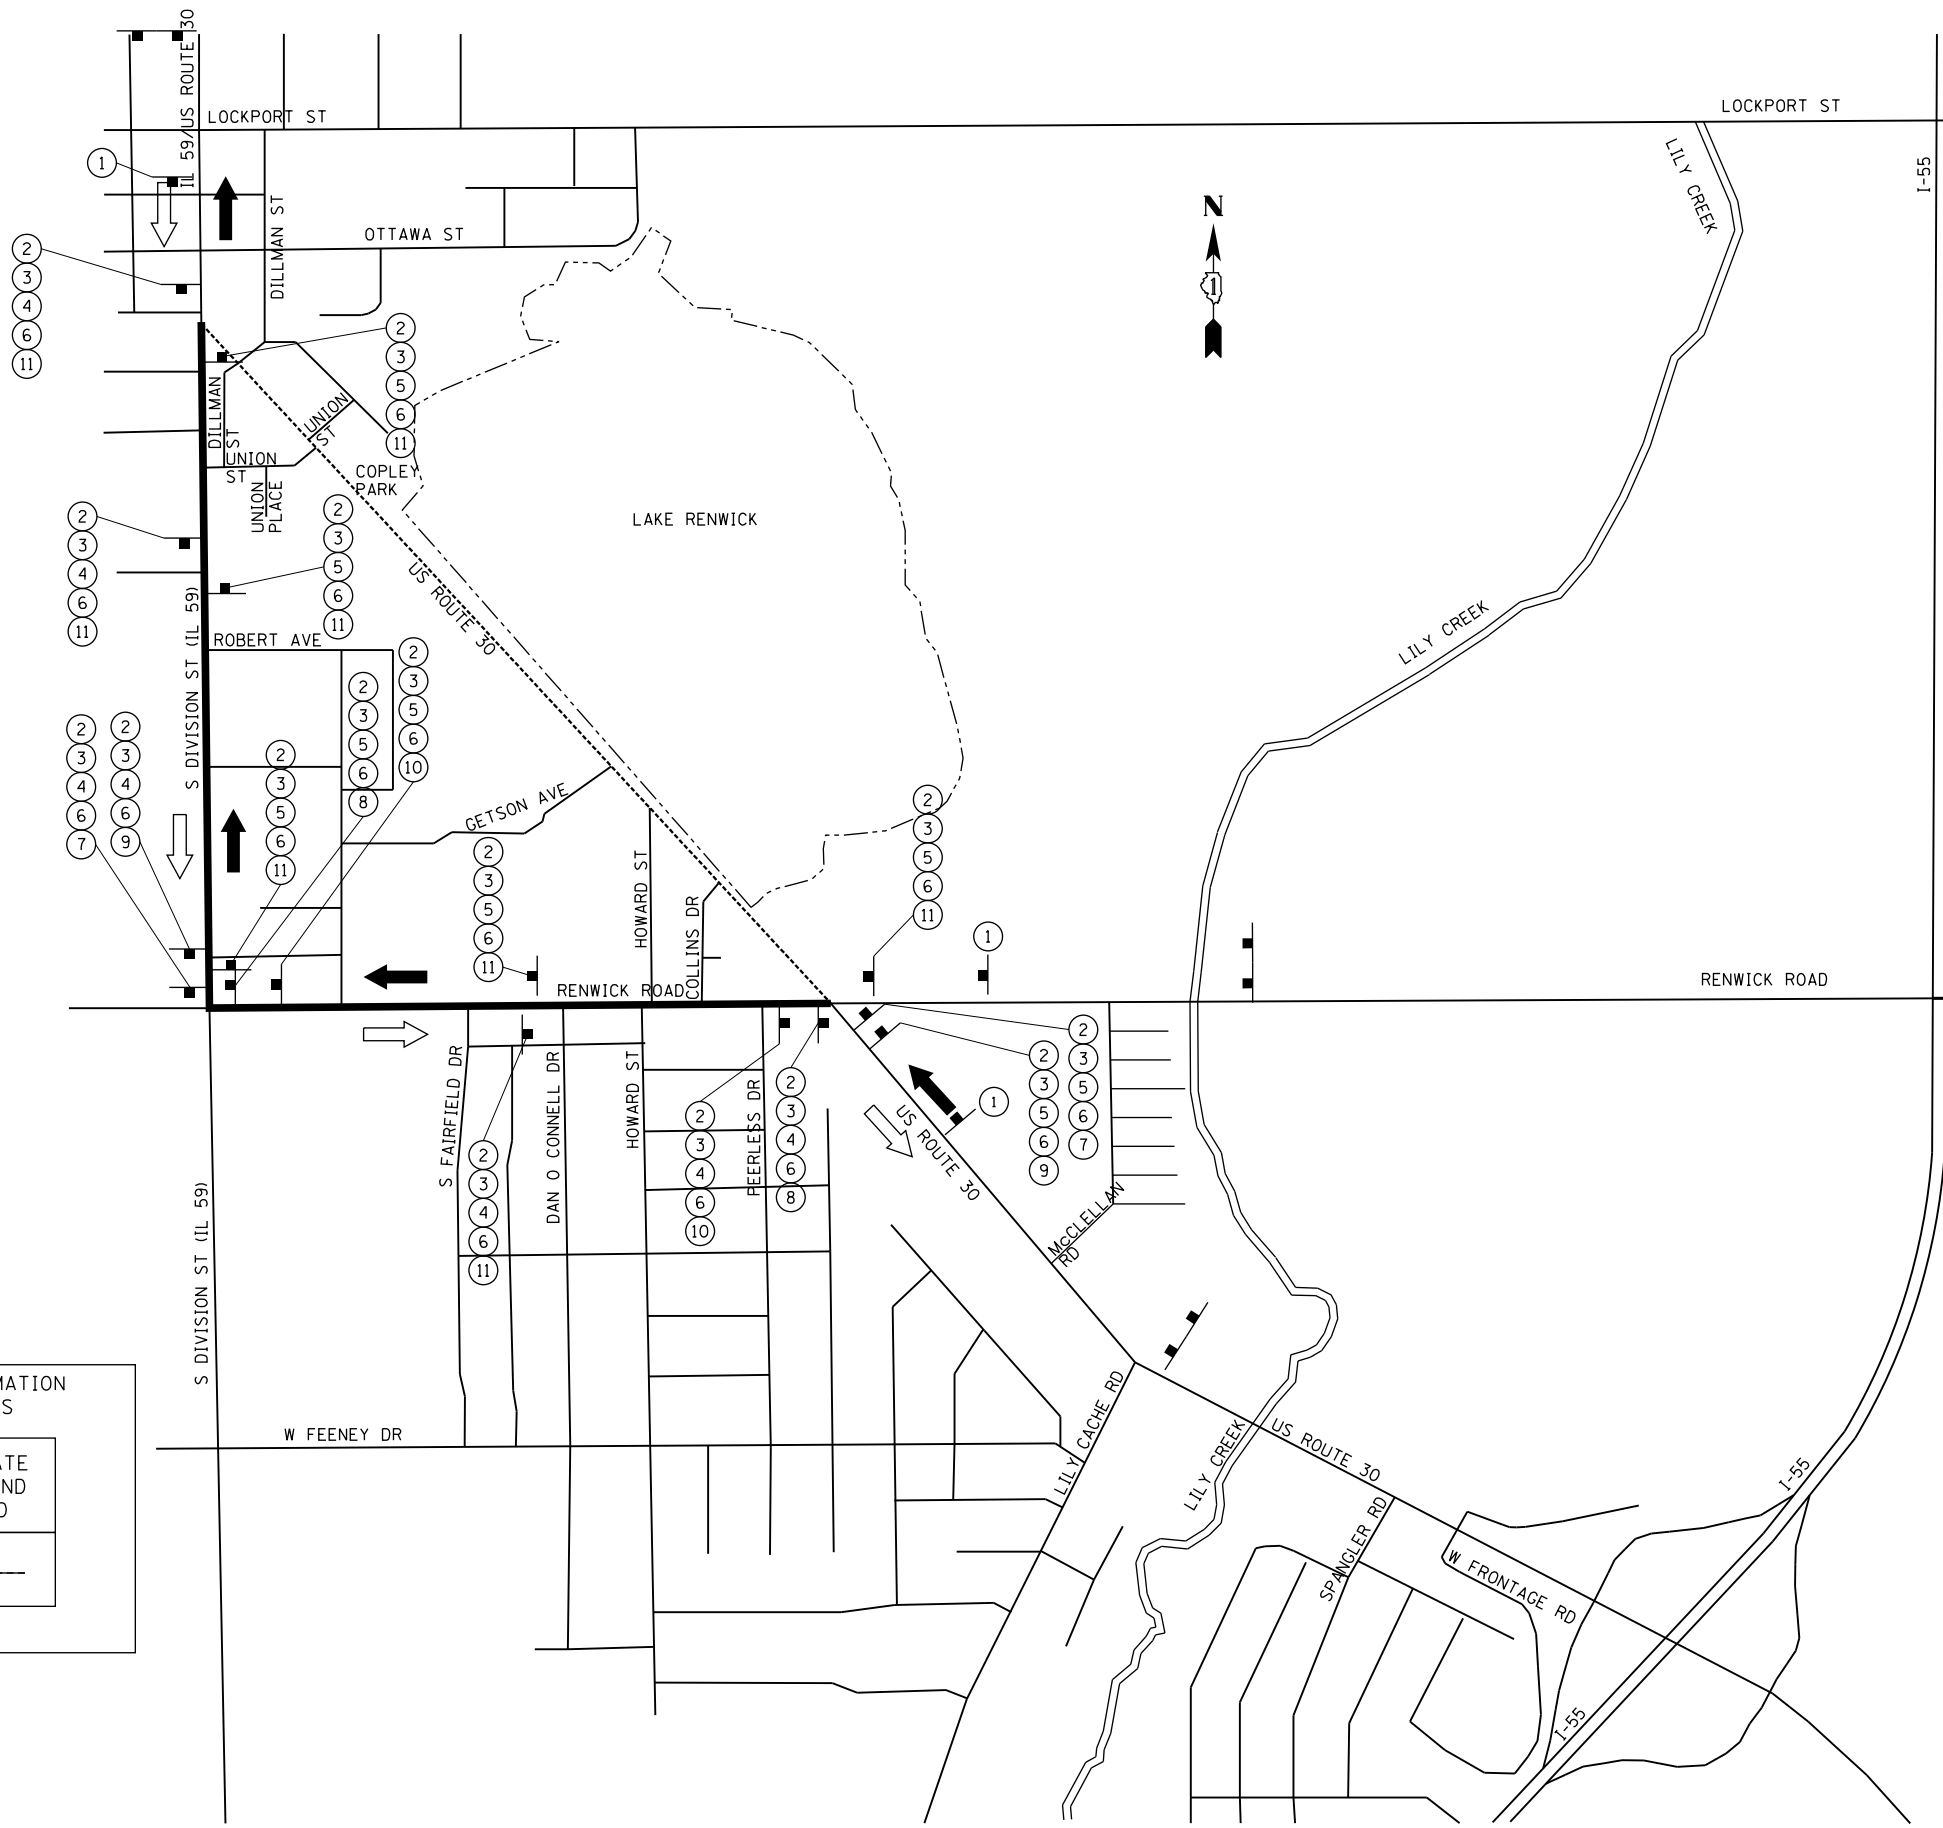 IL 59/US ROUTE 30
LOCKPORT ST
LOCKPORT ST
LILY CREEK
I-55
1
DILLMAN ST
OTTAWA ST
N
1
2
3
4
6
11
2
3
5
6
11
DILLMAN
ST
UNION
ST
UNION
ST
UNION
PLACE
COPLEY
PARK
LAKE RENWICK
2
3
4
6
11
2
3
5
6
11
US ROUTE 30
LILY CREEK
S DIVISION ST (IL 59)
ROBERT AVE
2
3
5
6
10
2
3
5
6
8
2
3
4
6
7
2
3
4
6
9
2
3
5
6
11
GETSON AVE
2
3
5
6
11
HOWARD ST
COLLINS DR
2
3
5
6
11
1
RENWICK ROAD
RENWICK ROAD
S FAIRFIELD DR
DAN O CONNELL DR
HOWARD ST
PEERLESS DR
2
3
4
6
11
2
3
4
6
10
2
3
4
6
8
US ROUTE 30
1
2
3
5
6
9
2
3
5
6
7
McCLELLAN
RD
S DIVISION ST (IL 59)
MATION
S
ATE
ND
0
W FEENEY DR
LILY CACHE RD
LILY CREEK
US ROUTE 30
SPANGLER RD
W FRONTAGE RD
I-55
I-55